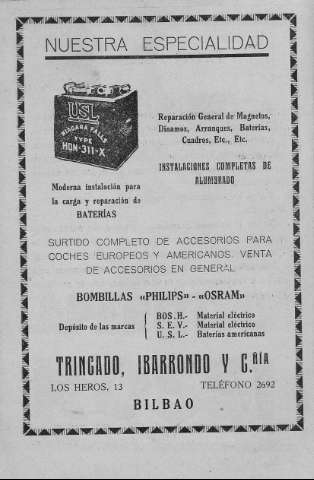 NUESTRA ESPECIALIDAD
USL
NIAGARA FALLS
TYPE
HDN-311-X
Reparación General de Magnetos,
Dinamos, Arranques, Baterías,
Cuadros, Etc., Etc.
INSTALACIONES COMPLETAS DE
ALUMBRADO
Moderna instalación para
la carga y reparación de
BATERÍAS
SURTIDO COMPLETO DE ACCESORIOS PARA
COCHES EUROPEOS Y AMERICANOS. VENTA
DE ACCESORIOS EN GENERAL
BOMBILLAS «PHILIPS» - «OSRAM»
Depósito de las marcas
BOS.H.- Material eléctrico
S. E. V.- Material eléctrico
U. S. L.- Baterías americanas
TRINCADO, IBARRONDO Y C.ÑÍA
LOS HEROS, 13 TELÉFONO 2692
BILBAO